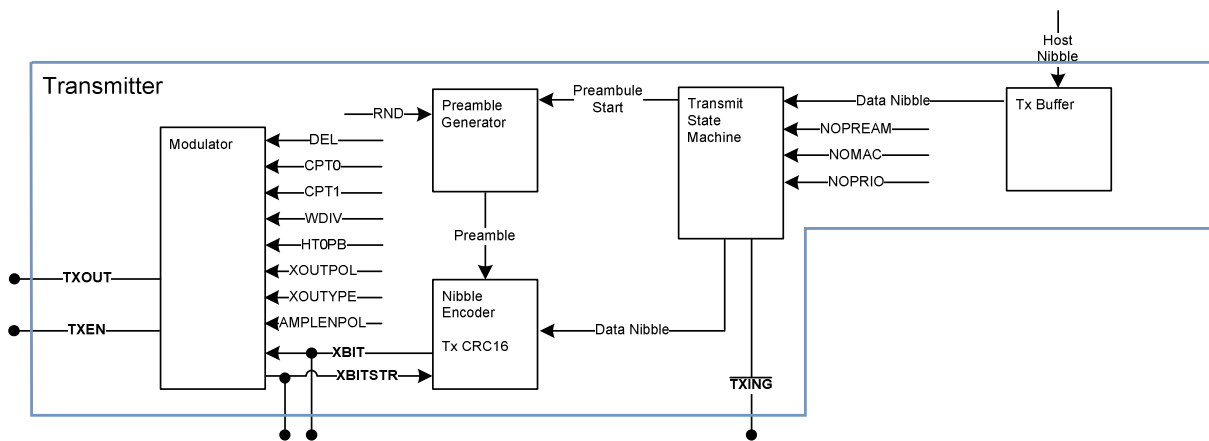 Host
Nibble
Transmitter
Preambule
Start
Preamble
Generator
Transmit
State
Machine
Data Nibble
Tx Buffer
RND
NOPREAM
Modulator
DEL
CPT0
NOMAC
CPT1
NOPRIO
WDIV
Preamble
HT0PB
XOUTPOL
TXOUT
XOUTYPE
Nibble
Encoder
AMPLENPOL
TXEN
Data Nibble
Tx CRC16
XBIT
XBITSTR
TXING